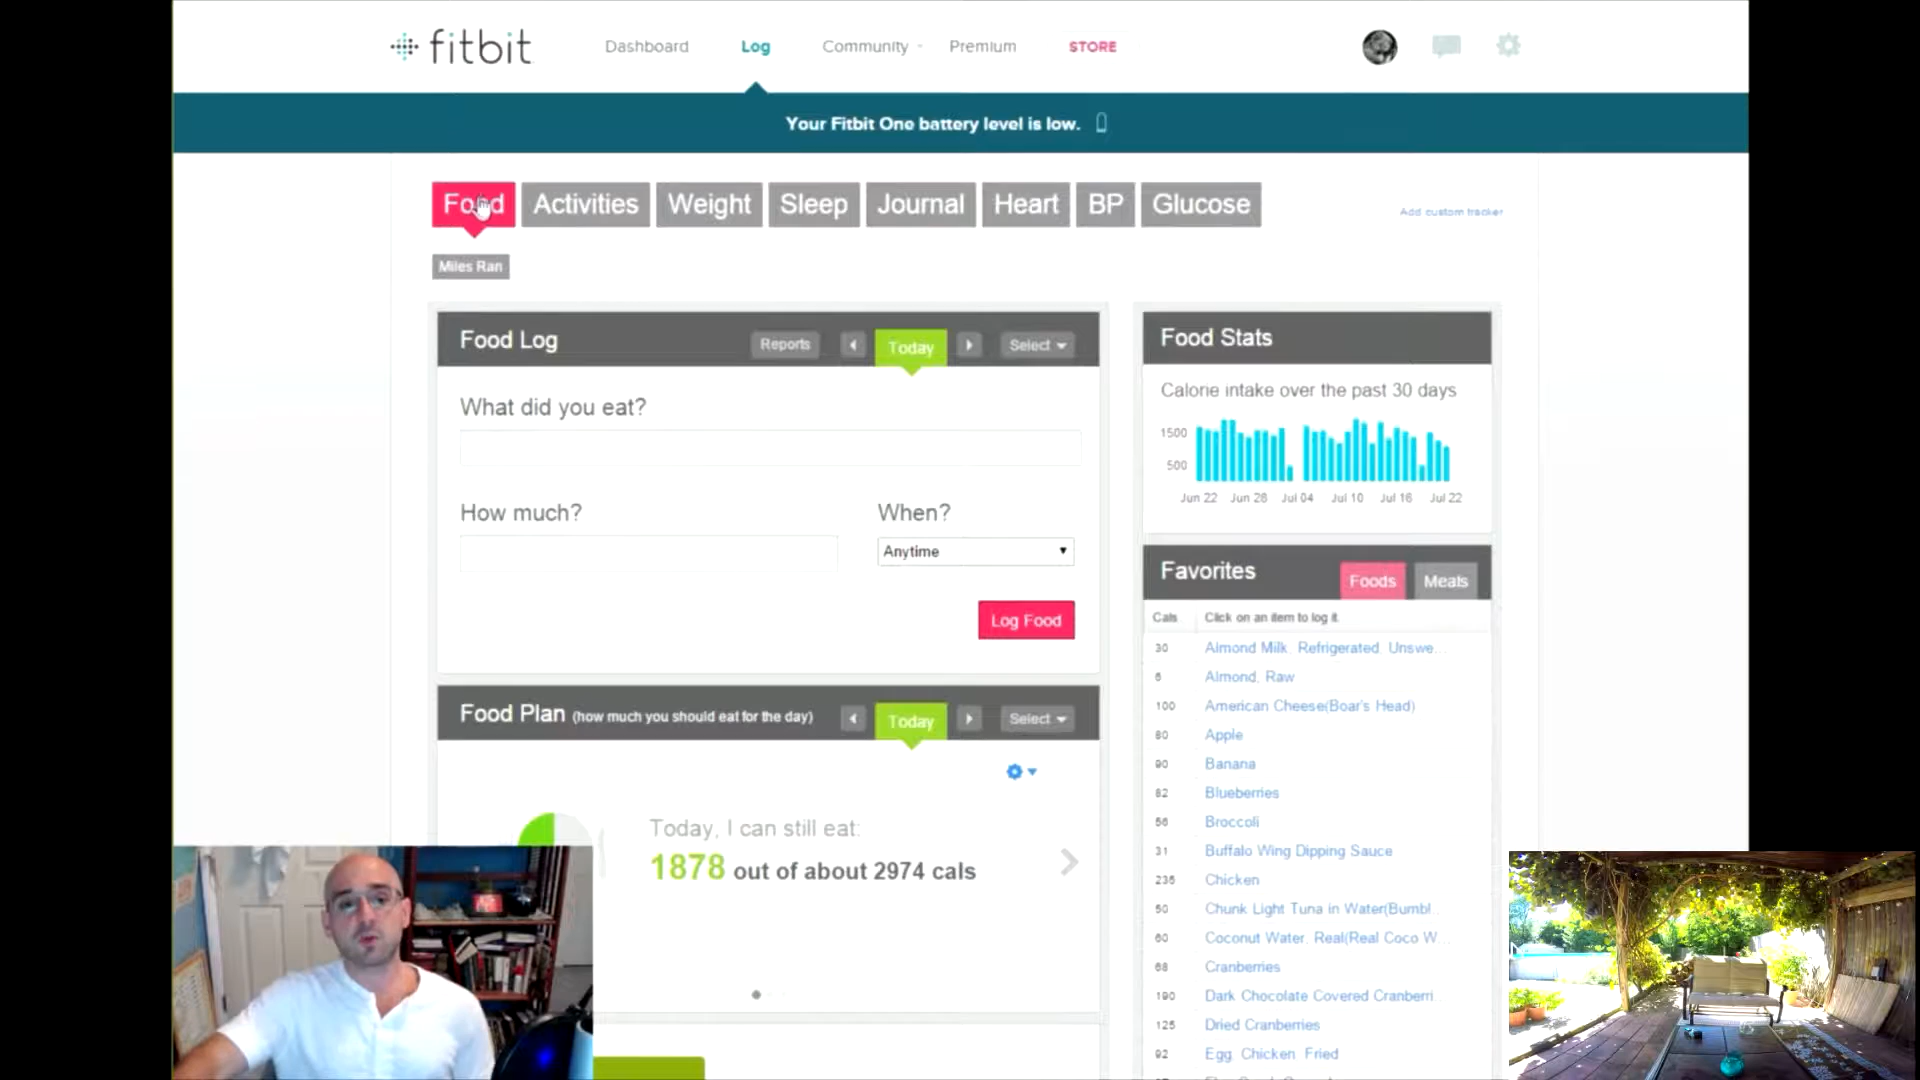 fitbit Dashboard Log Community Premium STORE
Your Fitbit One battery level is low.
Food Activities Weight Sleep Journal Heart BP Glucose
Add custom tracker
Miles Ran
Food Log Reports Today Select
What did you eat?
How much? When?
Anytime
Log Food
Food Plan (how much you should eat for the day) Today Select
Today, I can still eat:
1878 out of about 2974 cals
Food Stats
Calorie intake over the past 30 days
1500
500
Jun 22 Jun 28 Jul 04 Jul 10 Jul 16 Jul 22
Favorites Foods Meals
Cals Click on an item to log it.
30 Almond Milk, Refrigerated, Unswe...
6 Almond, Raw
100 American Cheese(Boar's Head)
80 Apple
90 Banana
82 Blueberries
56 Broccoli
31 Buffalo Wing Dipping Sauce
236 Chicken
50 Chunk Light Tuna in Water(Bumbl...
60 Coconut Water, Real(Real Coco W...
68 Cranberries
190 Dark Chocolate Covered Cranberri...
125 Dried Cranberries
92 Egg, Chicken, Fried